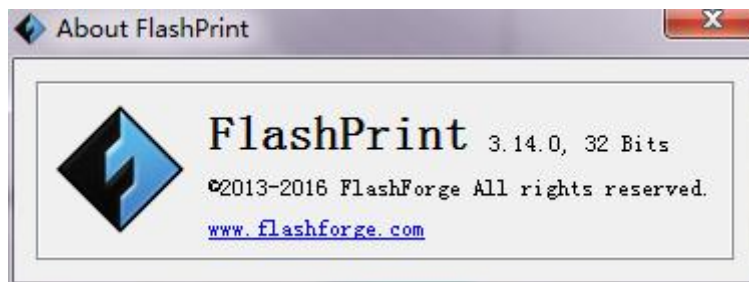 About FlashPrint
FlashPrint 3.14.0, 32 Bits
©2013-2016 FlashForge All rights reserved.
www.flashforge.com